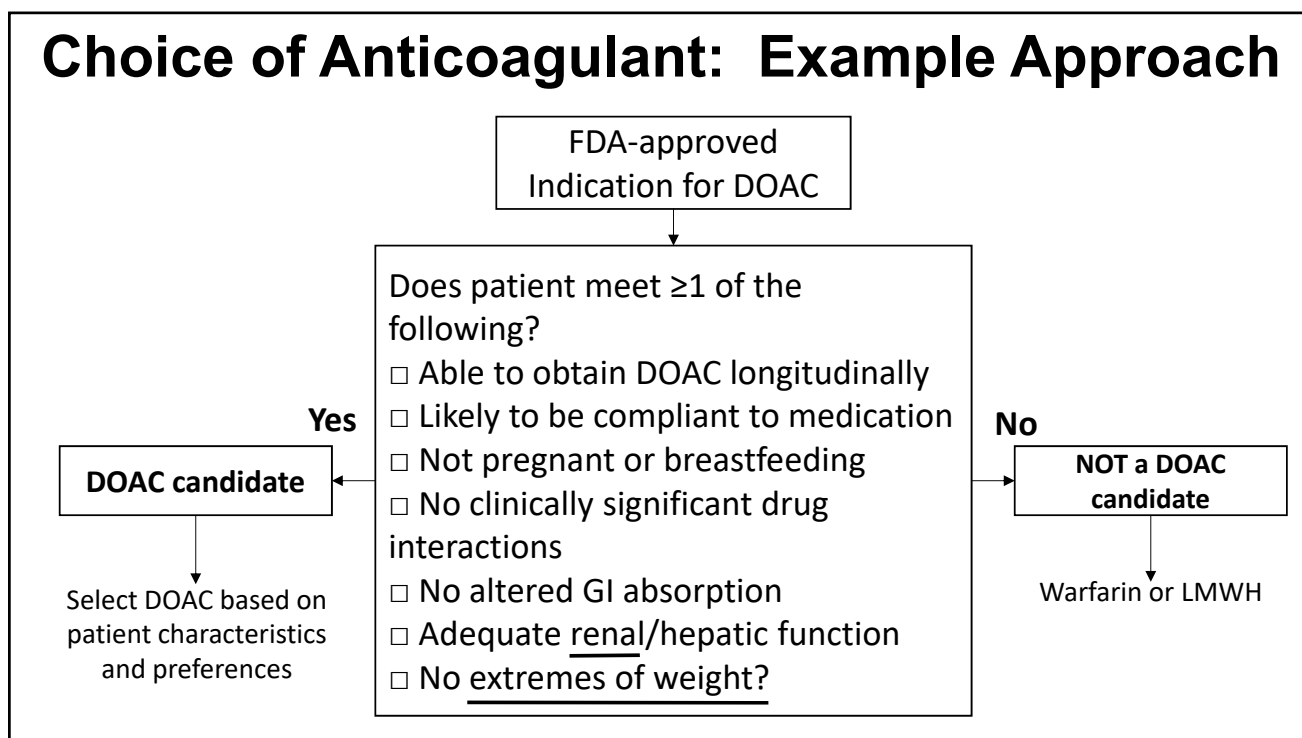 Choice of Anticoagulant: Example Approach
FDA-approved
Indication for DOAC
Does patient meet ≥1 of the
following?
□ Able to obtain DOAC longitudinally
□ Likely to be compliant to medication
□ Not pregnant or breastfeeding
□ No clinically significant drug
interactions
□ No altered GI absorption
□ Adequate renal/hepatic function
□ No extremes of weight?
Yes
DOAC candidate
Select DOAC based on
patient characteristics
and preferences
No
NOT a DOAC
candidate
Warfarin or LMWH